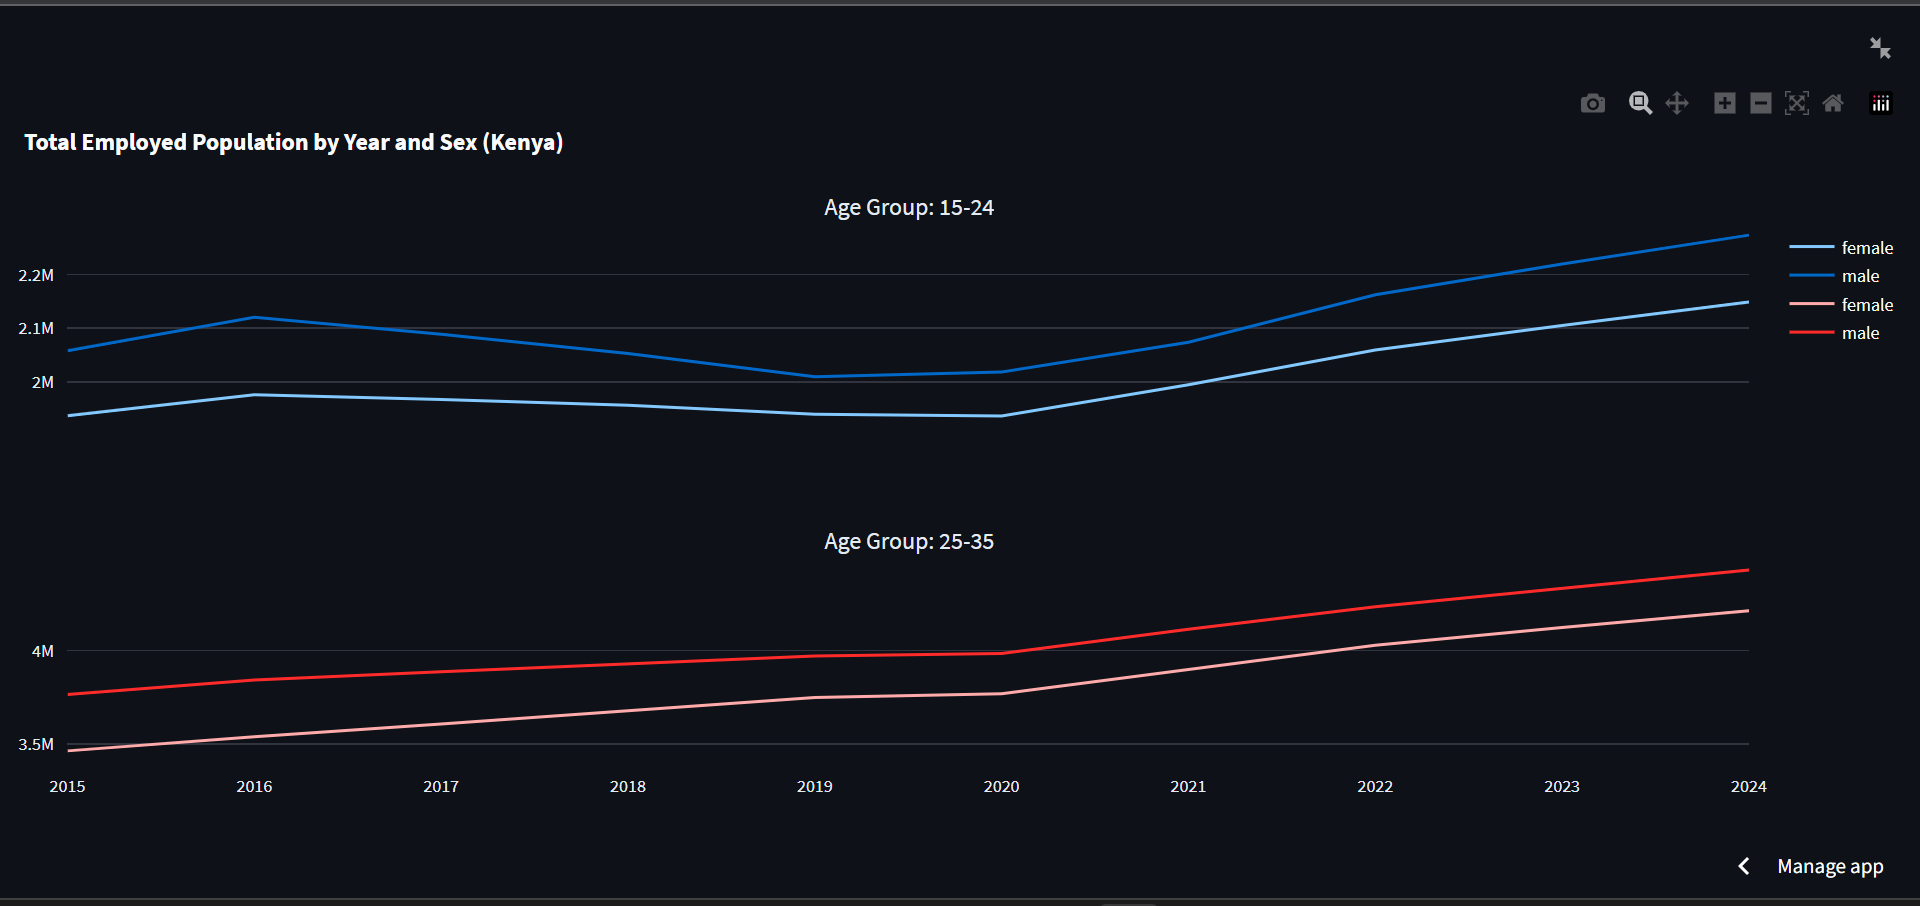 Total Employed Population by Year and Sex (Kenya)
Age Group: 15-24
2.2M
2.1M
2M
female
male
female
male
Age Group: 25-35
4M
3.5M
2015 2016 2017 2018 2019 2020 2021 2022 2023 2024
Manage app